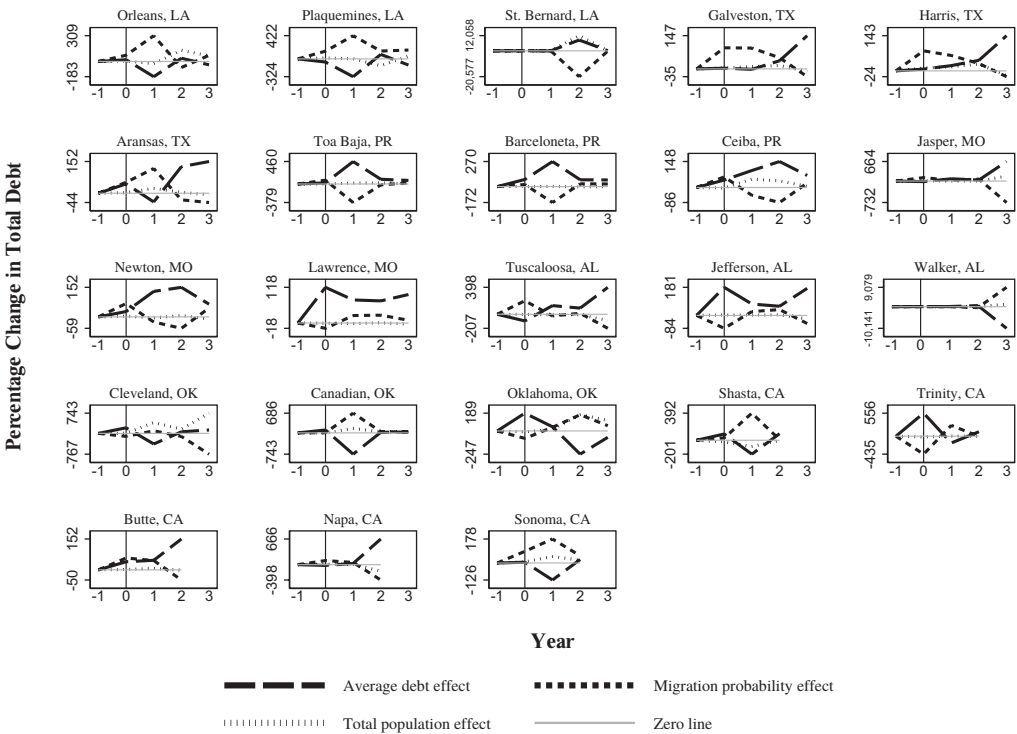 Percentage Change in Total Debt
Orleans, LA
309
-183
-1 0 1 2 3
Plaquemines, LA
422
-324
-1 0 1 2 3
St. Bernard, LA
12,058
-20,577
-1 0 1 2 3
Galveston, TX
147
-35
-1 0 1 2 3
Harris, TX
143
-24
-1 0 1 2 3
Aransas, TX
152
-44
-1 0 1 2 3
Toa Baja, PR
460
-379
-1 0 1 2 3
Barceloneta, PR
270
-172
-1 0 1 2 3
Ceiba, PR
148
-86
-1 0 1 2 3
Jasper, MO
664
-732
-1 0 1 2 3
Newton, MO
152
-59
-1 0 1 2 3
Lawrence, MO
118
-18
-1 0 1 2 3
Tuscaloosa, AL
398
-207
-1 0 1 2 3
Jefferson, AL
181
-84
-1 0 1 2 3
Walker, AL
9,079
-10,141
-1 0 1 2 3
Cleveland, OK
743
-767
-1 0 1 2 3
Canadian, OK
686
-743
-1 0 1 2 3
Oklahoma, OK
189
-247
-1 0 1 2 3
Shasta, CA
392
-201
-1 0 1 2 3
Trinity, CA
556
-435
-1 0 1 2 3
Butte, CA
152
-50
-1 0 1 2 3
Napa, CA
666
-398
-1 0 1 2 3
Sonoma, CA
178
-126
-1 0 1 2 3
Year
Average debt effect
Migration probability effect
Total population effect
Zero line